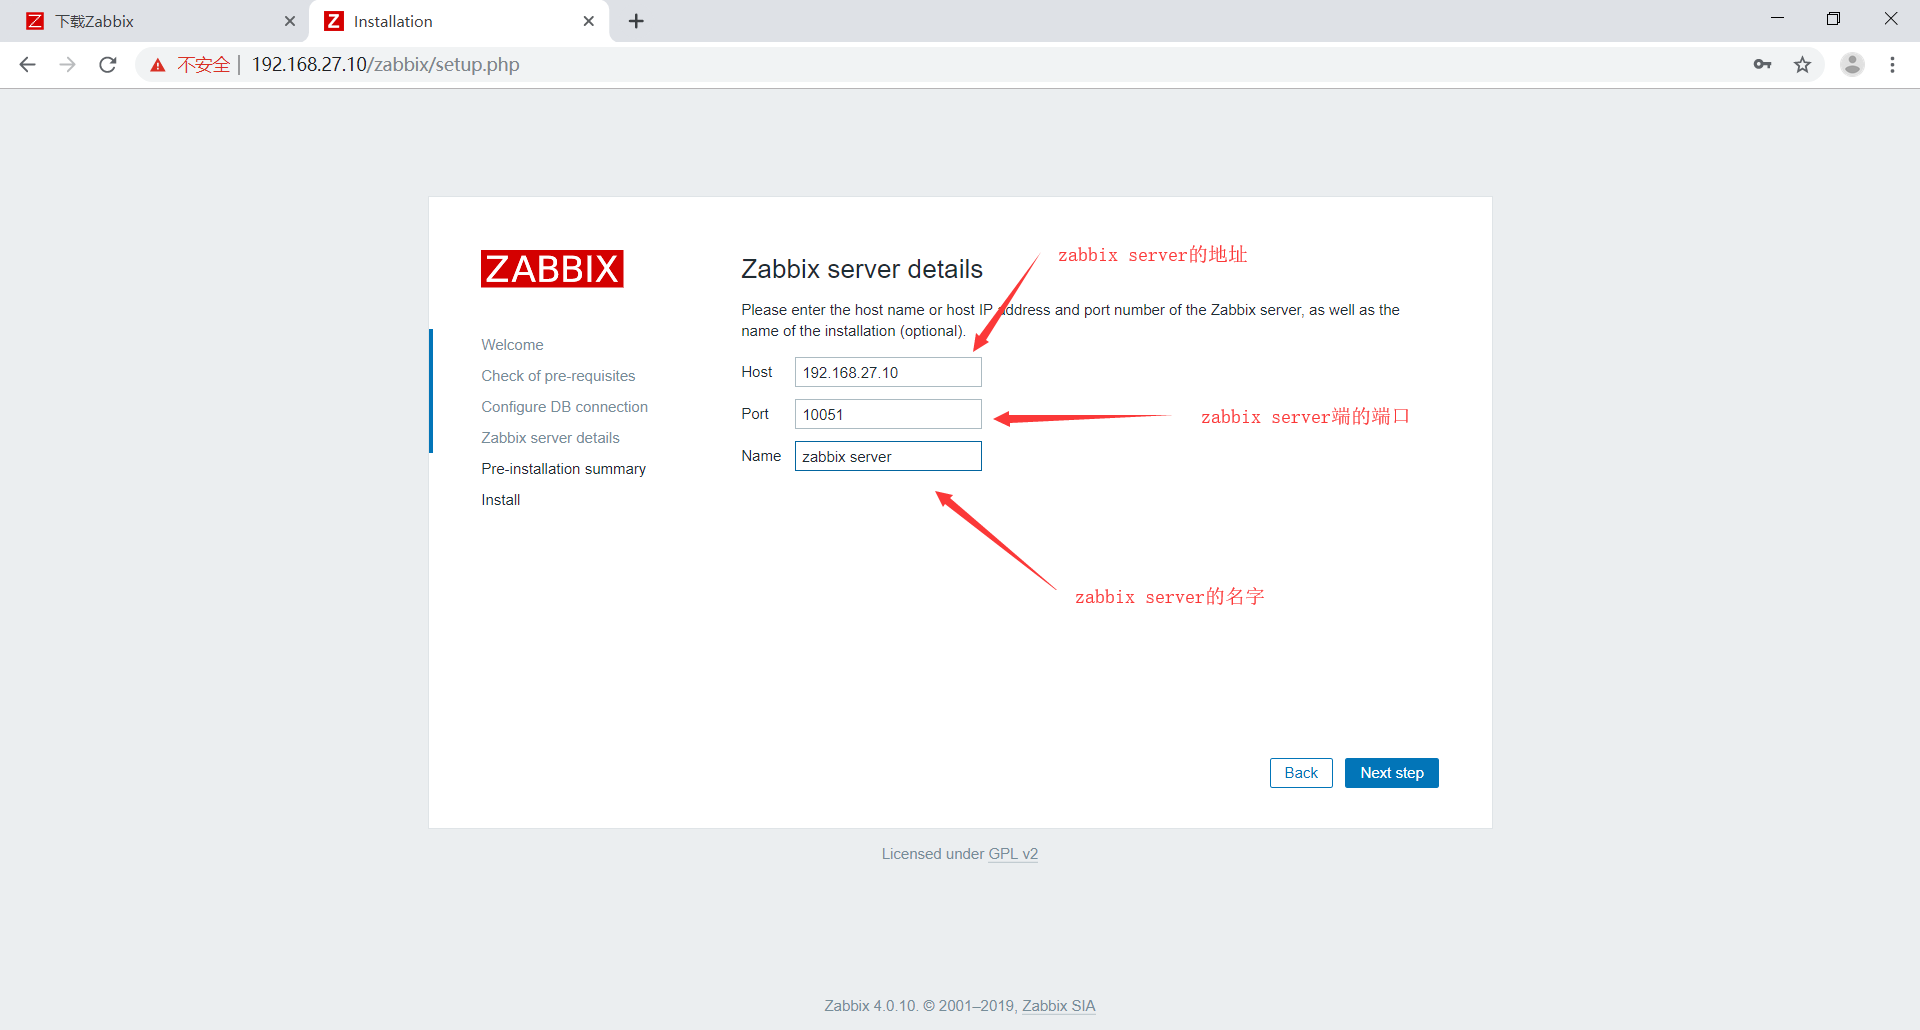 下载Zabbix
Installation
不安全 | 192.168.27.10/zabbix/setup.php
ZABBIX
Welcome
Check of pre-requisites
Configure DB connection
Zabbix server details
Pre-installation summary
Install
Zabbix server details
zabbix server的地址
Please enter the host name or host IP address and port number of the Zabbix server, as well as the
name of the installation (optional).
Host 192.168.27.10
Port 10051
zabbix server端的端口
Name zabbix server
zabbix server的名字
Back Next step
Licensed under GPL v2
Zabbix 4.0.10. © 2001–2019, Zabbix SIA